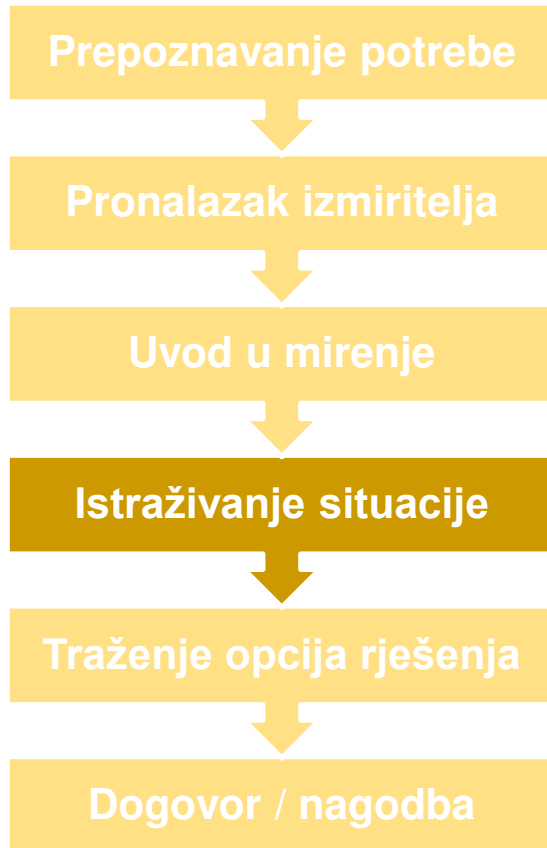 Prepoznavanje potrebe
Pronalazak izmiritelja
Uvod u mirenje
Istraživanje situacije
Traženje opcija rješenja
Dogovor / nagodba